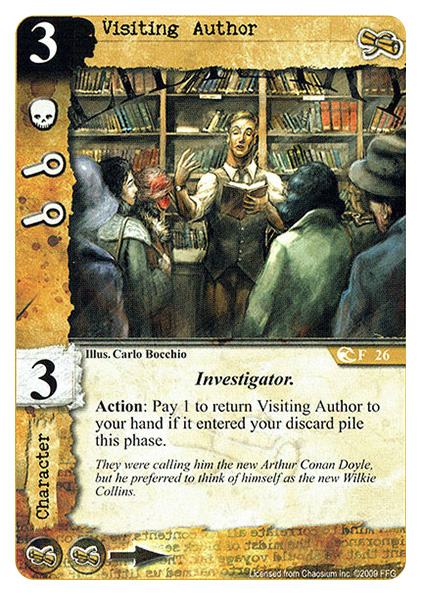 3
Visiting Author
Illus. Carlo Bocchio
F 26
3
Character
Investigator.
Action: Pay 1 to return Visiting Author to
your hand if it entered your discard pile
this phase.
They were calling him the new Arthur Conan Doyle,
but he preferred to think of himself as the new Wilkie
Collins.
Licensed from Chaosium Inc. ©2009 FFG